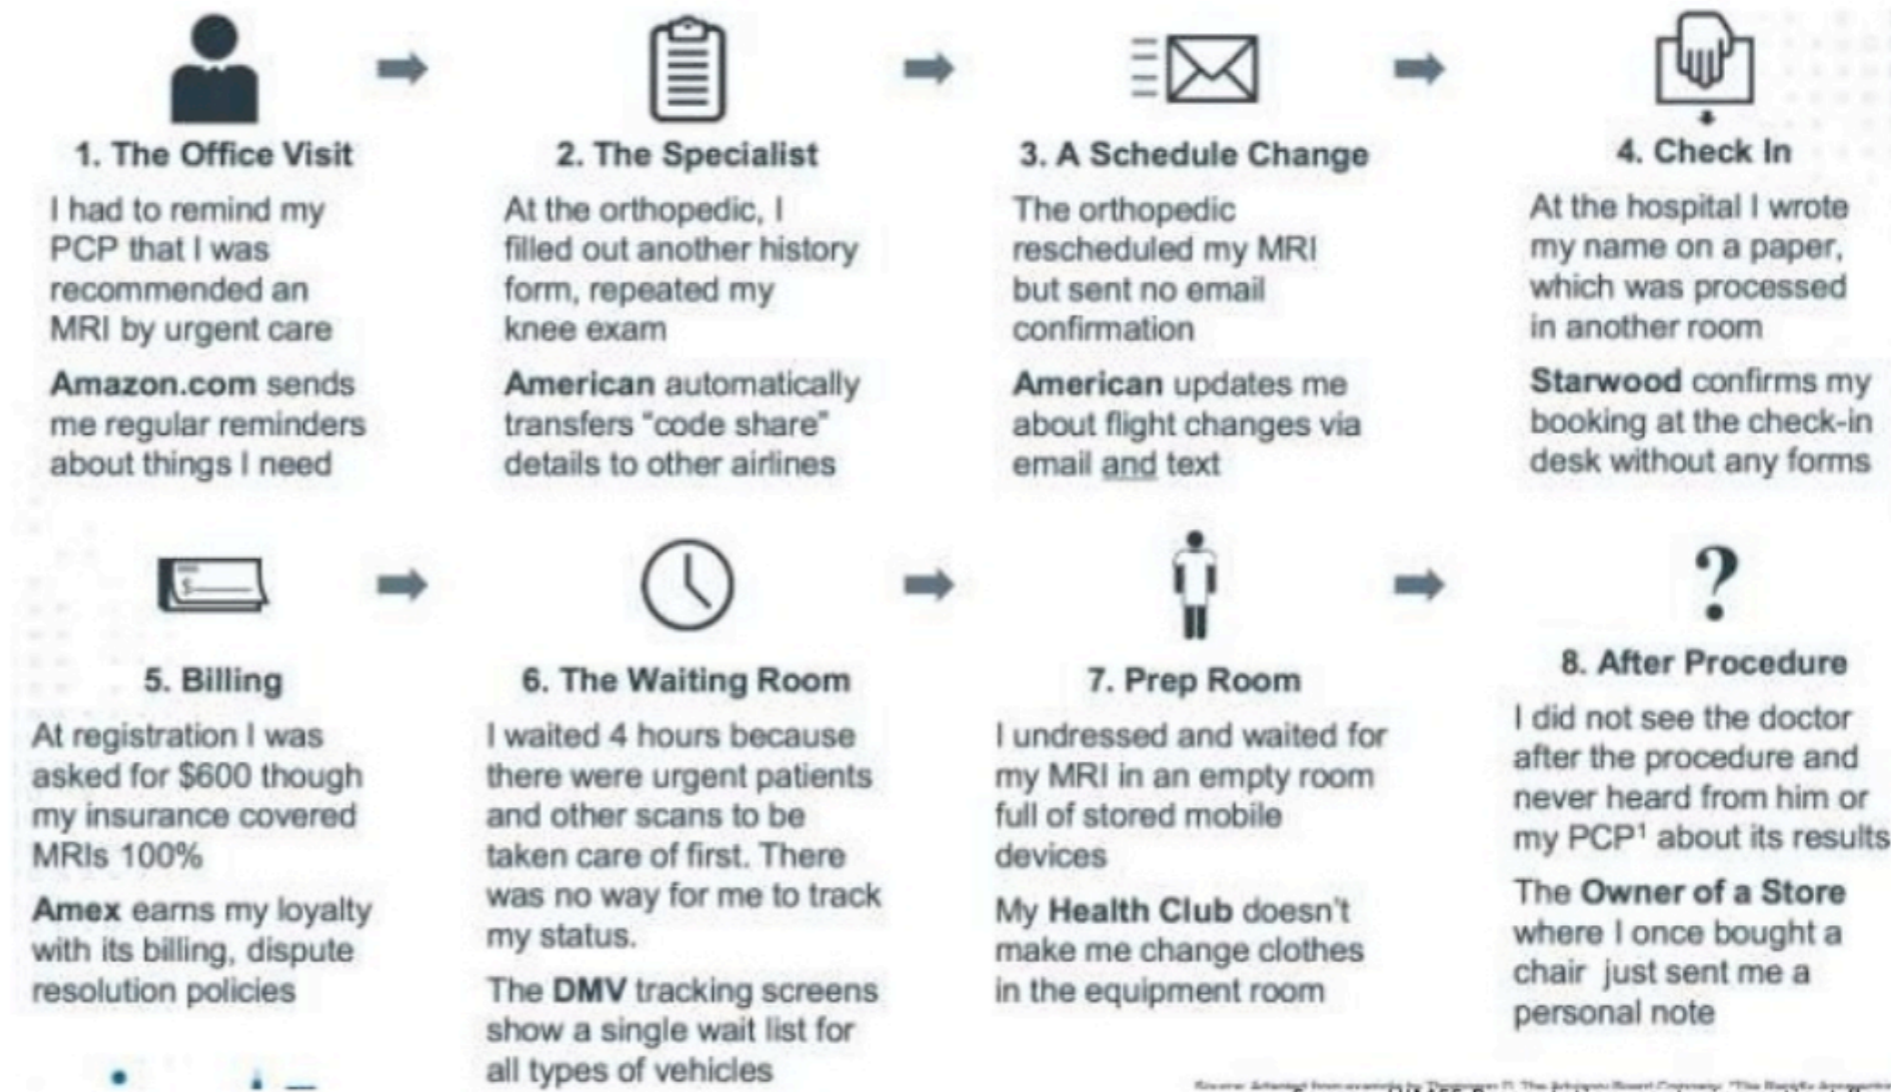 1. The Office Visit
I had to remind my
PCP that I was
recommended an
MRI by urgent care
Amazon.com sends
me regular reminders
about things I need
2. The Specialist
At the orthopedic, I
filled out another history
form, repeated my
knee exam
American automatically
transfers "code share"
details to other airlines
3. A Schedule Change
The orthopedic
rescheduled my MRI
but sent no email
confirmation
American updates me
about flight changes via
email and text
4. Check In
At the hospital I wrote
my name on a paper,
which was processed
in another room
Starwood confirms my
booking at the check-in
desk without any forms
5. Billing
At registration I was
asked for $600 though
my insurance covered
MRIs 100%
Amex earns my loyalty
with its billing, dispute
resolution policies
6. The Waiting Room
I waited 4 hours because
there were urgent patients
and other scans to be
taken care of first. There
was no way for me to track
my status.
The DMV tracking screens
show a single wait list for
all types of vehicles
7. Prep Room
I undressed and waited for
my MRI in an empty room
full of stored mobile
devices
My Health Club doesn't
make me change clothes
in the equipment room
?
8. After Procedure
I did not see the doctor
after the procedure and
never heard from him or
my PCP¹ about its results
The Owner of a Store
where I once bought a
chair just sent me a
personal note